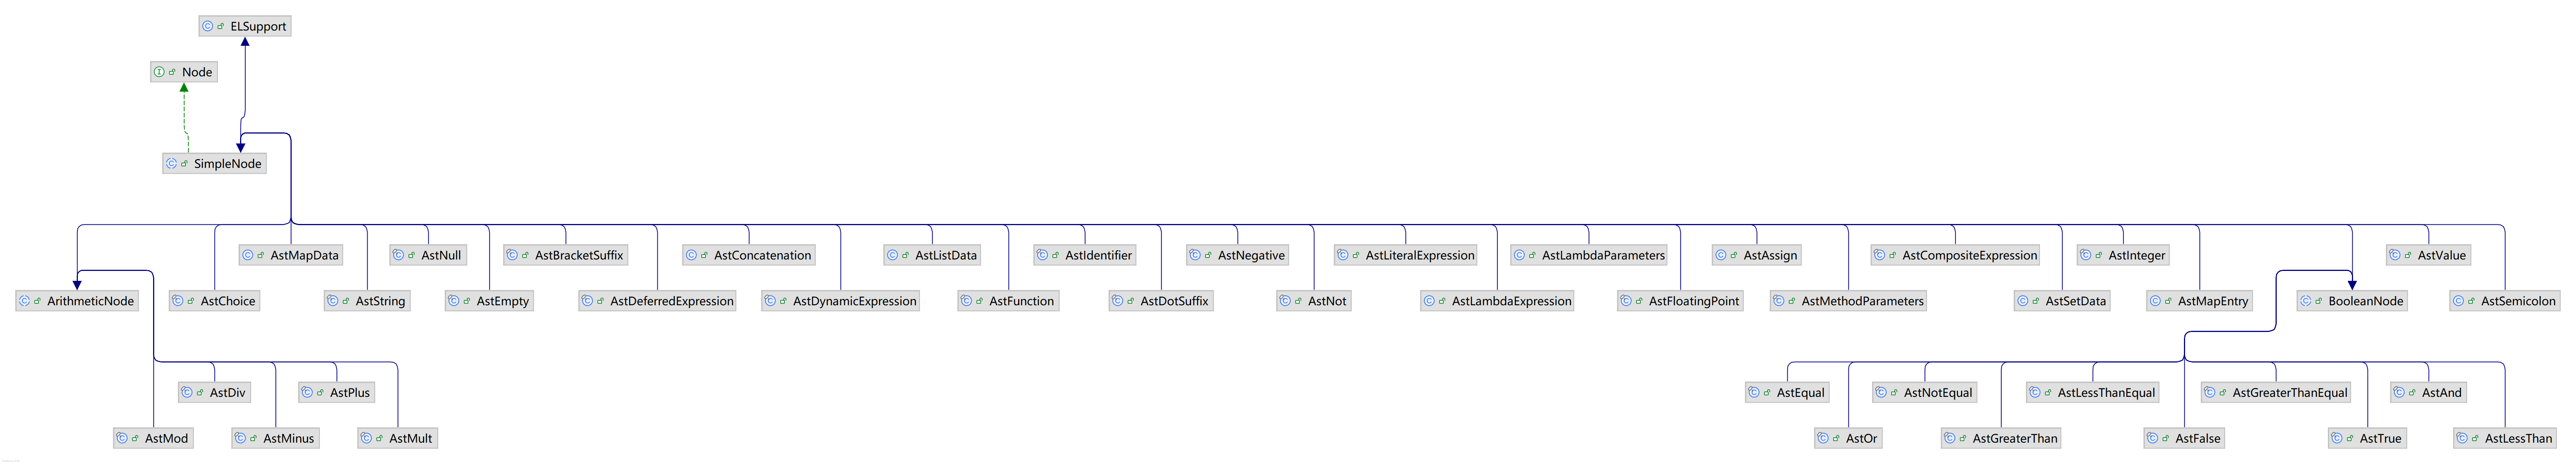 ELSupport
Node
SimpleNode
AstMapData
AstNull
AstBracketSuffix
AstConcatenation
AstListData
AstIdentifier
AstNegative
AstLiteralExpression
AstLambdaParameters
AstAssign
AstCompositeExpression
AstInteger
AstValue
ArithmeticNode
AstChoice
AstString
AstEmpty
AstDeferredExpression
AstDynamicExpression
AstFunction
AstDotSuffix
AstNot
AstLambdaExpression
AstFloatingPoint
AstMethodParameters
AstSetData
AstMapEntry
BooleanNode
AstSemicolon
AstDiv
AstPlus
AstEqual
AstNotEqual
AstLessThanEqual
AstGreaterThanEqual
AstAnd
AstMod
AstMinus
AstMult
AstOr
AstGreaterThan
AstFalse
AstTrue
AstLessThan